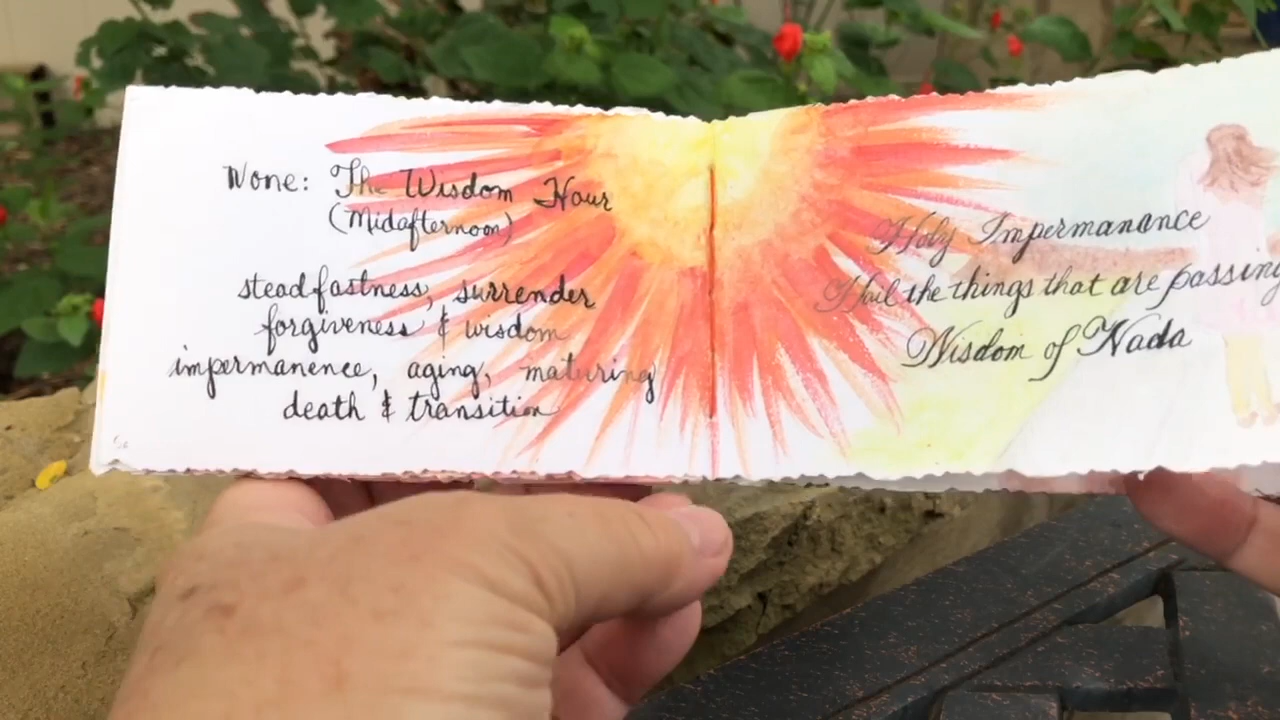 None: The Wisdom Hour
(Midafternoon)
steadfastness, surrender
forgiveness & wisdom
impermanence, aging, maturing
death & transition
Holy Impermanance
Hail the things that are passing
Wisdom of Nada